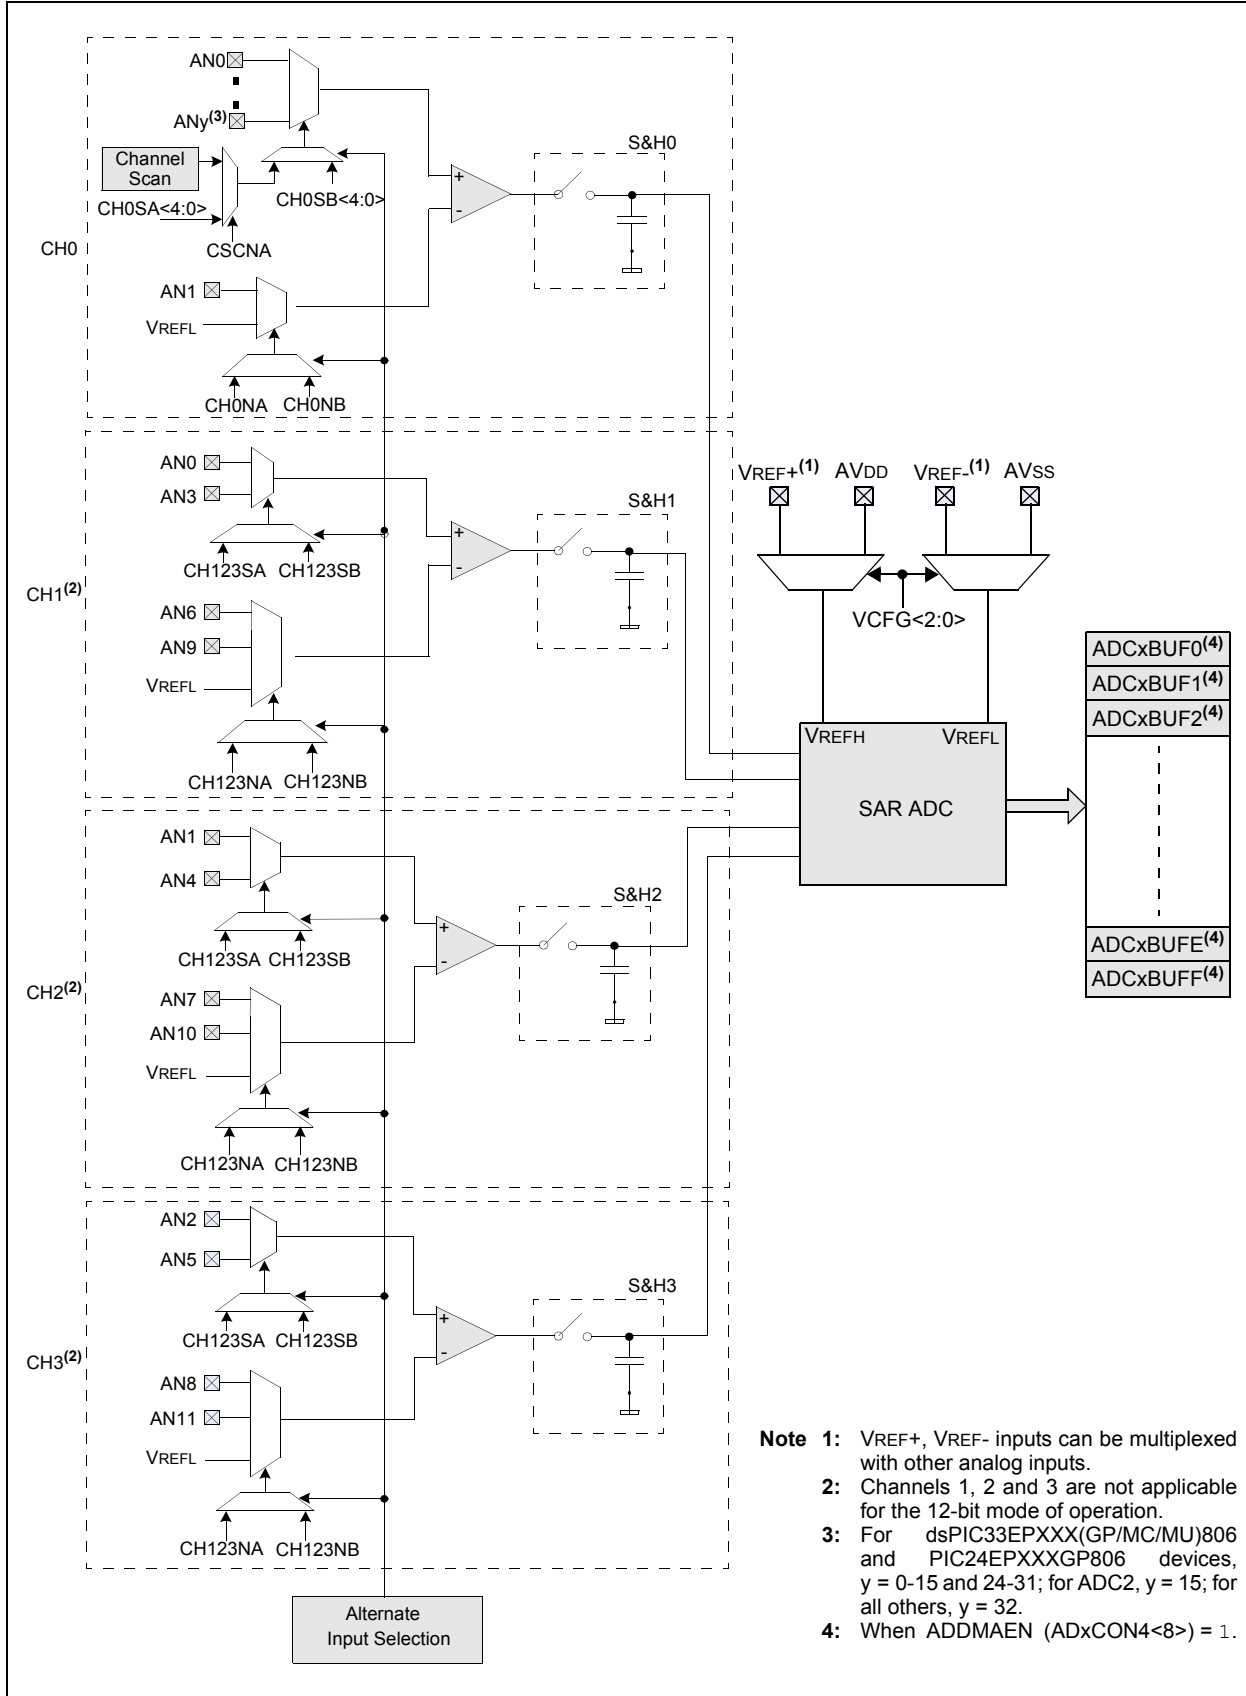 AN0
ANy(3)
Channel
Scan
CH0SA<4:0>
CSCNA
CH0SB<4:0>
+
-
S&H0
CH0
AN1
VREFL
CH0NA
CH0NB
AN0
AN3
CH123SA
CH123SB
+
-
S&H1
CH1(2)
AN6
AN9
VREFL
CH123NA
CH123NB
AN1
AN4
CH123SA
CH123SB
+
-
S&H2
CH2(2)
AN7
AN10
VREFL
CH123NA
CH123NB
AN2
AN5
CH123SA
CH123SB
+
-
S&H3
CH3(2)
AN8
AN11
VREFL
CH123NA
CH123NB
Alternate
Input Selection
VREF+(1)
AVDD
VREF-(1)
AVSS
VCFG<2:0>
VREFH
VREFL
SAR ADC
ADCxBUF0(4)
ADCxBUF1(4)
ADCxBUF2(4)
ADCxBUFE(4)
ADCxBUFF(4)
Note 1: VREF+, VREF- inputs can be multiplexed
with other analog inputs.
2: Channels 1, 2 and 3 are not applicable
for the 12-bit mode of operation.
3: For dsPIC33EPXXX(GP/MC/MU)806
and PIC24EPXXXGP806 devices,
y = 0-15 and 24-31; for ADC2, y = 15; for
all others, y = 32.
4: When ADDMAEN (ADxCON4<8>) = 1.